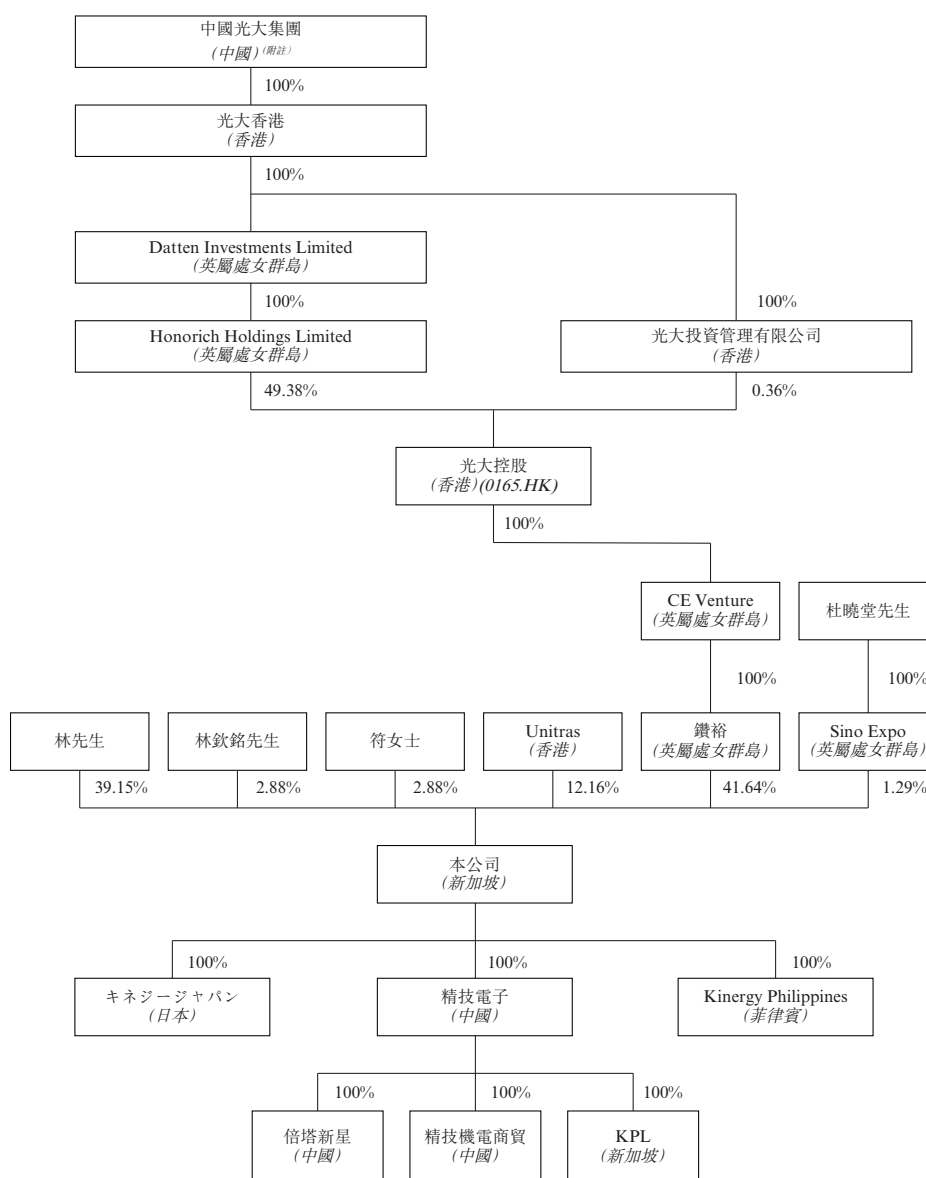 中國光大集團
(中國)(附註)
100%
光大香港
(香港)
100%
Datten Investments Limited
(英屬處女群島)
100%
100%
Honorich Holdings Limited
(英屬處女群島)
光大投資管理有限公司
(香港)
49.38%
0.36%
光大控股
(香港)(0165.HK)
100%
CE Venture
(英屬處女群島)
杜曉堂先生
100%
100%
林先生
林欽銘先生
符女士
Unitras
(香港)
鑽裕
(英屬處女群島)
Sino Expo
(英屬處女群島)
39.15%
2.88%
2.88%
12.16%
41.64%
1.29%
本公司
(新加坡)
100%
100%
100%
キネジージャパン
(日本)
精技電子
(中國)
Kinergy Philippines
(菲律賓)
100%
100%
100%
倍塔新星
(中國)
精技機電商貿
(中國)
KPL
(新加坡)